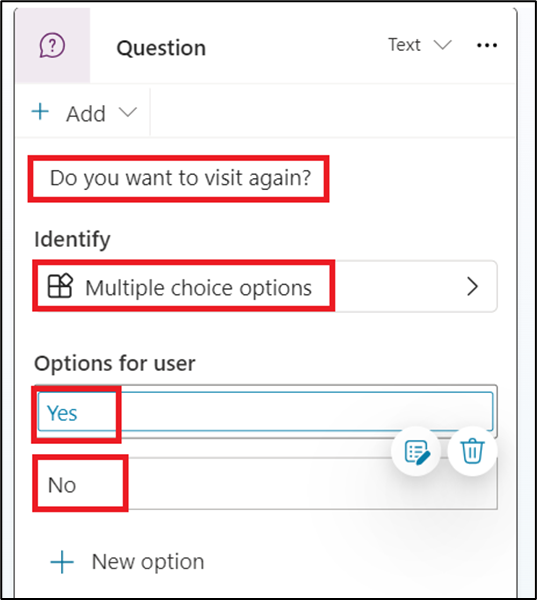 Question Text
Add
Do you want to visit again?
Identify
Multiple choice options
Options for user
Yes
No
New option